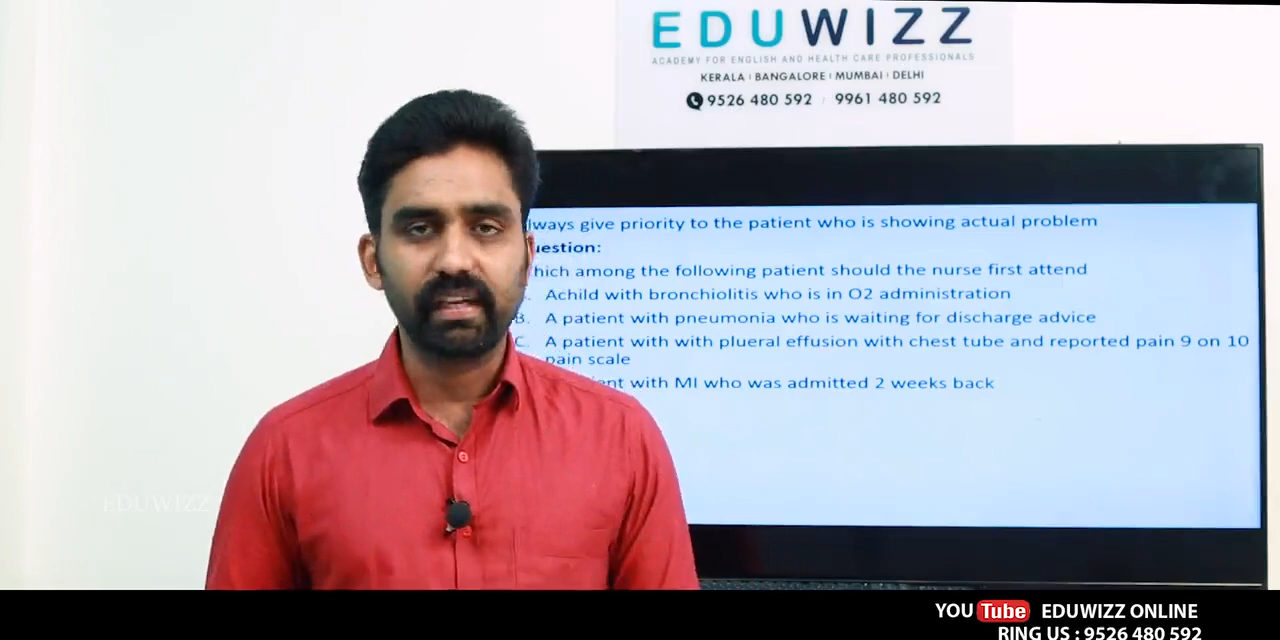 EDUWIZZ
ACADEMY FOR ENGLISH AND HEALTH CARE PROFESSIONALS
KERALA | BANGALORE | MUMBAI | DELHI
9526 480 592 / 9961 480 592
lways give priority to the patient who is showing actual problem
uestion:
hich among the following patient should the nurse first attend
Achild with bronchiolitis who is in O2 administration
B. A patient with pneumonia who is waiting for discharge advice
C. A patient with with plueral effusion with chest tube and reported pain 9 on 10
pain scale
ent with MI who was admitted 2 weeks back
EDUWIZZ
YOU Tube EDUWIZZ ONLINE
RING US : 9526 480 592